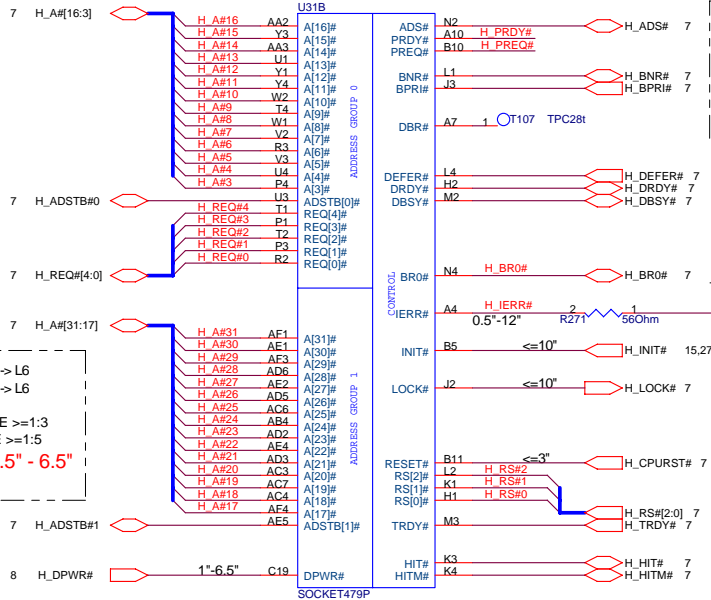 U31B
7 H_A#[16:3] H_A#16 AA2 A[16]# ADS# N2 H_ADS# 7
H_A#15 Y3 A[15]# PRDY# A10 H_PRDY#
H_A#14 AA3 A[14]# PREQ# B10 H_PREQ#
H_A#13 U1 A[13]#
H_A#12 Y1 A[12]# BNR# L1 H_BNR# 7
H_A#11 Y4 A[11]# BPRI# J3 H_BPRI# 7
H_A#10 W2 A[10]#
H_A#9 T4 A[9]#
H_A#8 W1 A[8]# DBR# A7 1 T107 TPC28t
H_A#7 V2 A[7]#
H_A#6 R3 A[6]#
H_A#5 V3 A[5]#
H_A#4 U4 A[4]# DEFER# L4 H_DEFER# 7
H_A#3 P4 A[3]# DRDY# H2 H_DRDY# 7
7 H_ADSTB#0 U3 ADSTB[0]# DBSY# M2 H_DBSY# 7
H_REQ#4 T1 REQ[4]#
H_REQ#3 P1 REQ[3]#
H_REQ#2 T2 REQ[2]#
H_REQ#1 P3 REQ[1]#
H_REQ#0 R2 REQ[0]#
ADDRESS GROUP 0
7 H_REQ#[4:0] BR0# N4 H_BR0# H_BR0# 7
CONTROL
IERR# A4 H_IERR# 2 1
0.5"-12" R271 56Ohm
7 H_A#[31:17] H_A#31 AF1 A[31]#
H_A#30 AE1 A[30]# INIT# B5 <=10" H_INIT# 15,27
H_A#29 AF3 A[29]#
H_A#28 AD6 A[28]#
H_A#27 AE2 A[27]# LOCK# J2 <=10" H_LOCK# 7
H_A#26 AD5 A[26]#
H_A#25 AC6 A[25]#
H_A#24 AB4 A[24]#
H_A#23 AD2 A[23]#
H_A#22 AE4 A[22]#
H_A#21 AD3 A[21]# RESET# B11 <=3" H_CPURST# 7
H_A#20 AC3 A[20]# RS[2]# L2 H_RS#2
H_A#19 AC7 A[19]# RS[1]# K1 H_RS#1
H_A#18 AC4 A[18]# RS[0]# H1 H_RS#0
H_A#17 AF4 A[17]# H_RS#[2:0] 7
ADDRESS GROUP 1
7 H_ADSTB#1 AE5 ADSTB[1]# TRDY# M3 H_TRDY# 7
-> L6
-> L6
E >=1:3
E >=1:5
.5" - 6.5"
HIT# K3 H_HIT# 7
8 H_DPWR# 1"-6.5" C19 DPWR# HITM# K4 H_HITM# 7
SOCKET479P